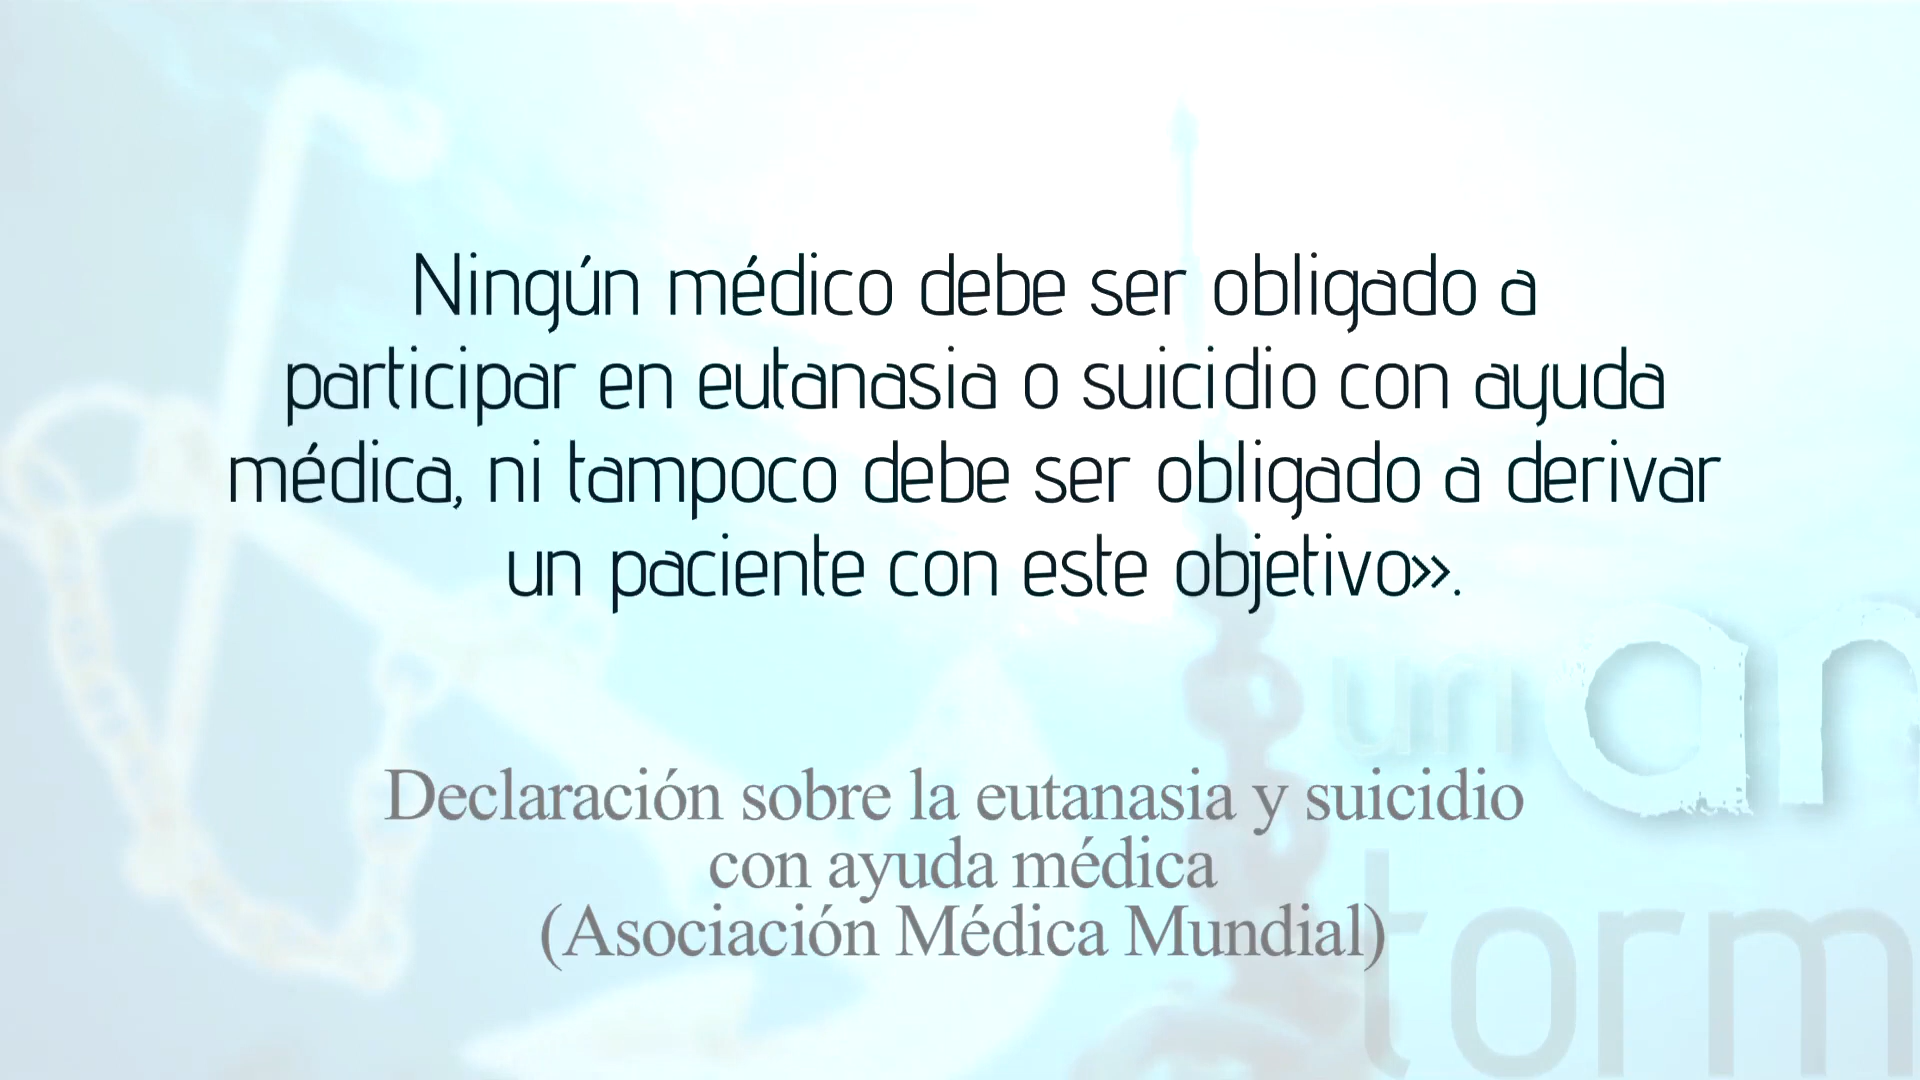 Ningún médico debe ser obligado a
participar en eutanasia o suicidio con ayuda
médica, ni tampoco debe ser obligado a derivar
un paciente con este objetivo».
un
Declaración sobre la eutanasia y suicidio
con ayuda médica
(Asociación Médica Mundial)